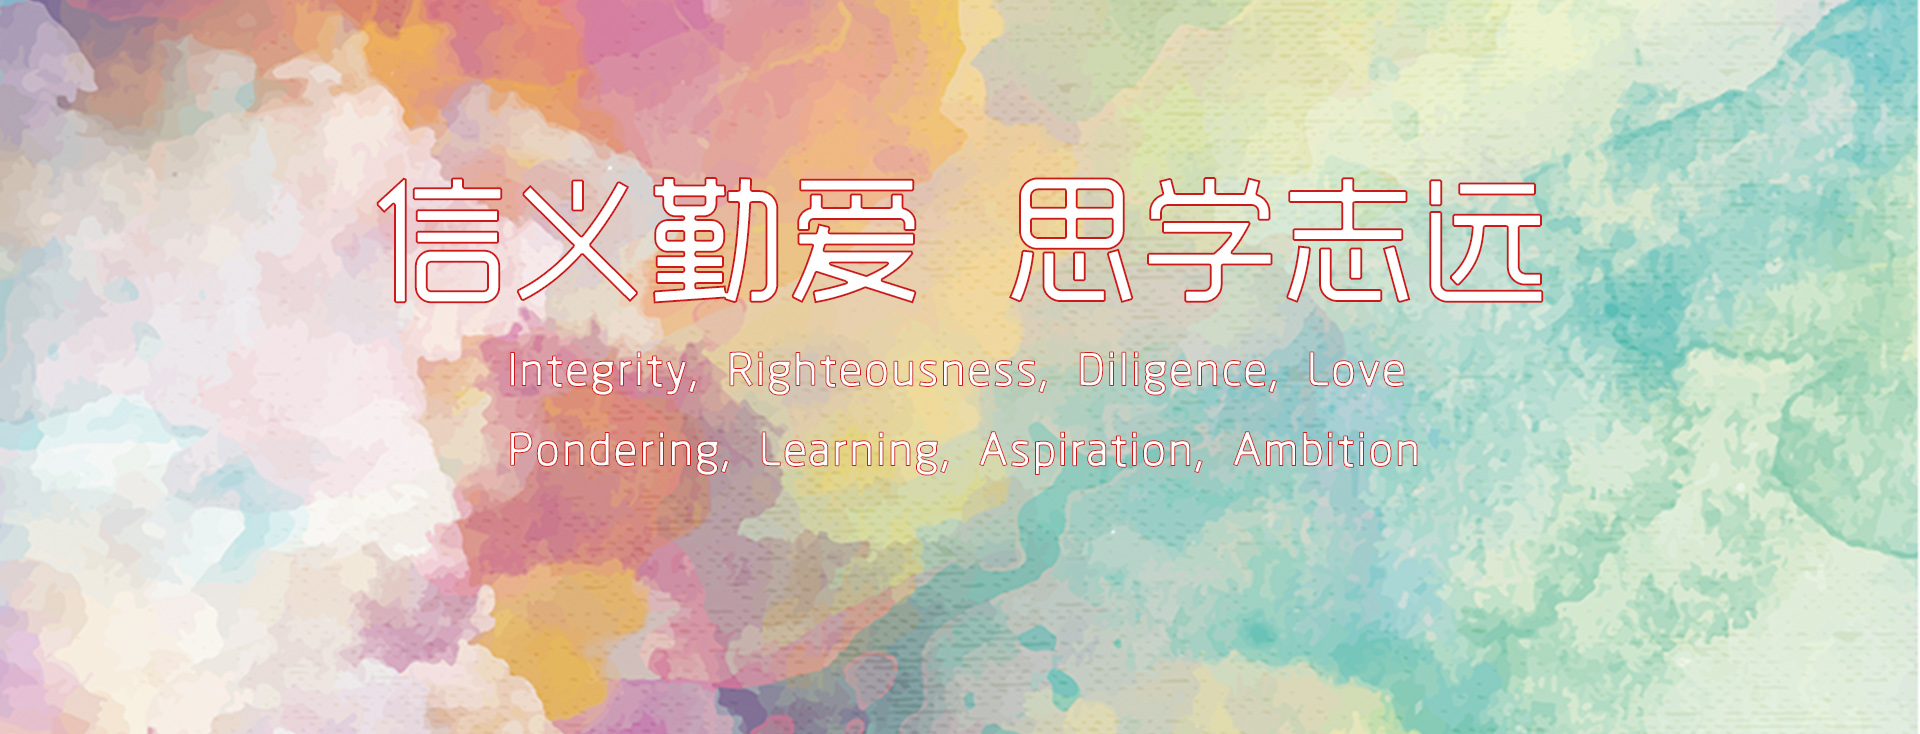 信义勤爱 思学志远
Integrity, Righteousness, Diligence, Love
Pondering, Learning, Aspiration, Ambition